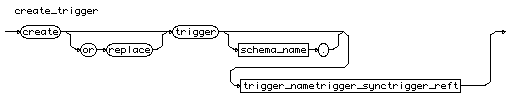 create_trigger
create or replace trigger schema_name .
trigger_nametrigger_synctrigger_reft